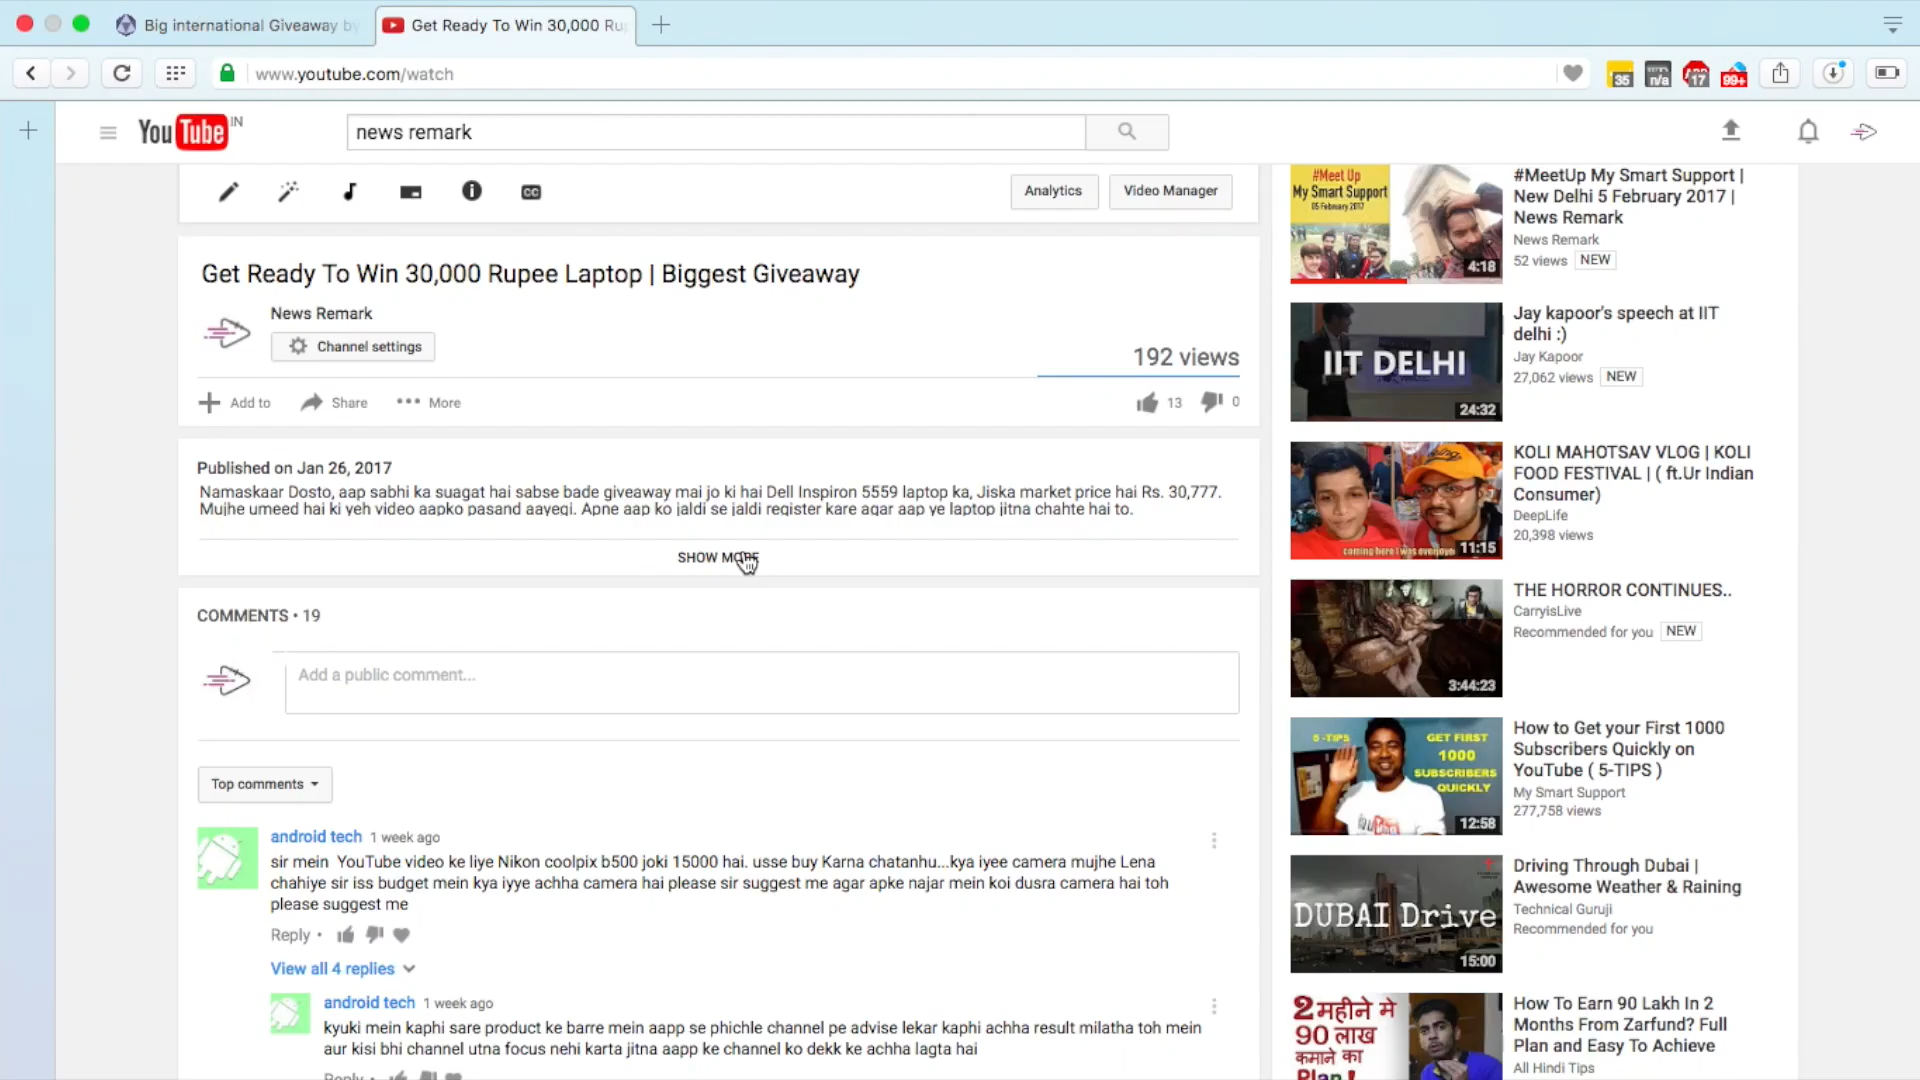 Big international Giveaway by
Get Ready To Win 30,000 Ru
www.youtube.com/watch
35
n/a
17
99+
YouTube IN
news remark
CC
Analytics
Video Manager
Get Ready To Win 30,000 Rupee Laptop | Biggest Giveaway
News Remark
Channel settings
192 views
Add to
Share
More
13
0
Published on Jan 26, 2017
Namaskaar Dosto, aap sabhi ka suagat hai sabse bade giveaway mai jo ki hai Dell Inspiron 5559 laptop ka, Jiska market price hai Rs. 30,777.
Mujhe umeed hai ki yeh video aapko pasand aayegi. Apne aap ko jaldi se jaldi register kare agar aap ye laptop jitna chahte hai to.
SHOW MORE
COMMENTS • 19
Add a public comment...
Top comments
android tech 1 week ago
sir mein YouTube video ke liye Nikon coolpix b500 joki 15000 hai. usse buy Karna chatanhu...kya iyee camera mujhe Lena
chahiye sir iss budget mein kya iyye achha camera hai please sir suggest me agar apke najar mein koi dusra camera hai toh
please suggest me
Reply •
View all 4 replies
android tech 1 week ago
kyuki mein kaphi sare product ke barre mein aapp se phichle channel pe advise lekar kaphi achha result milatha toh mein
aur kisi bhi channel utna focus nehi karta jitna aapp ke channel ko dekk ke achha lagta hai
Reply •
#Meet Up
My Smart Support
05 February 2017
4:18
#MeetUp My Smart Support |
New Delhi 5 February 2017 |
News Remark
News Remark
52 views NEW
IIT DELHI
24:32
Jay kapoor's speech at IIT
delhi :)
Jay Kapoor
27,062 views NEW
coming here I was overjoye
11:15
KOLI MAHOTSAV VLOG | KOLI
FOOD FESTIVAL | ( ft.Ur Indian
Consumer)
DeepLife
20,398 views
3:44:23
THE HORROR CONTINUES..
CarryisLive
Recommended for you NEW
5 -TIPS
GET FIRST
1000
SUBSCRIBERS
QUICKLY
12:58
How to Get your First 1000
Subscribers Quickly on
YouTube ( 5-TIPS )
My Smart Support
277,758 views
DUBAI Drive
15:00
Driving Through Dubai |
Awesome Weather & Raining
Technical Guruji
Recommended for you
2 महीने मे
90 लाख
कमाने का
Plan !
How To Earn 90 Lakh In 2
Months From Zarfund? Full
Plan and Easy To Achieve
All Hindi Tips